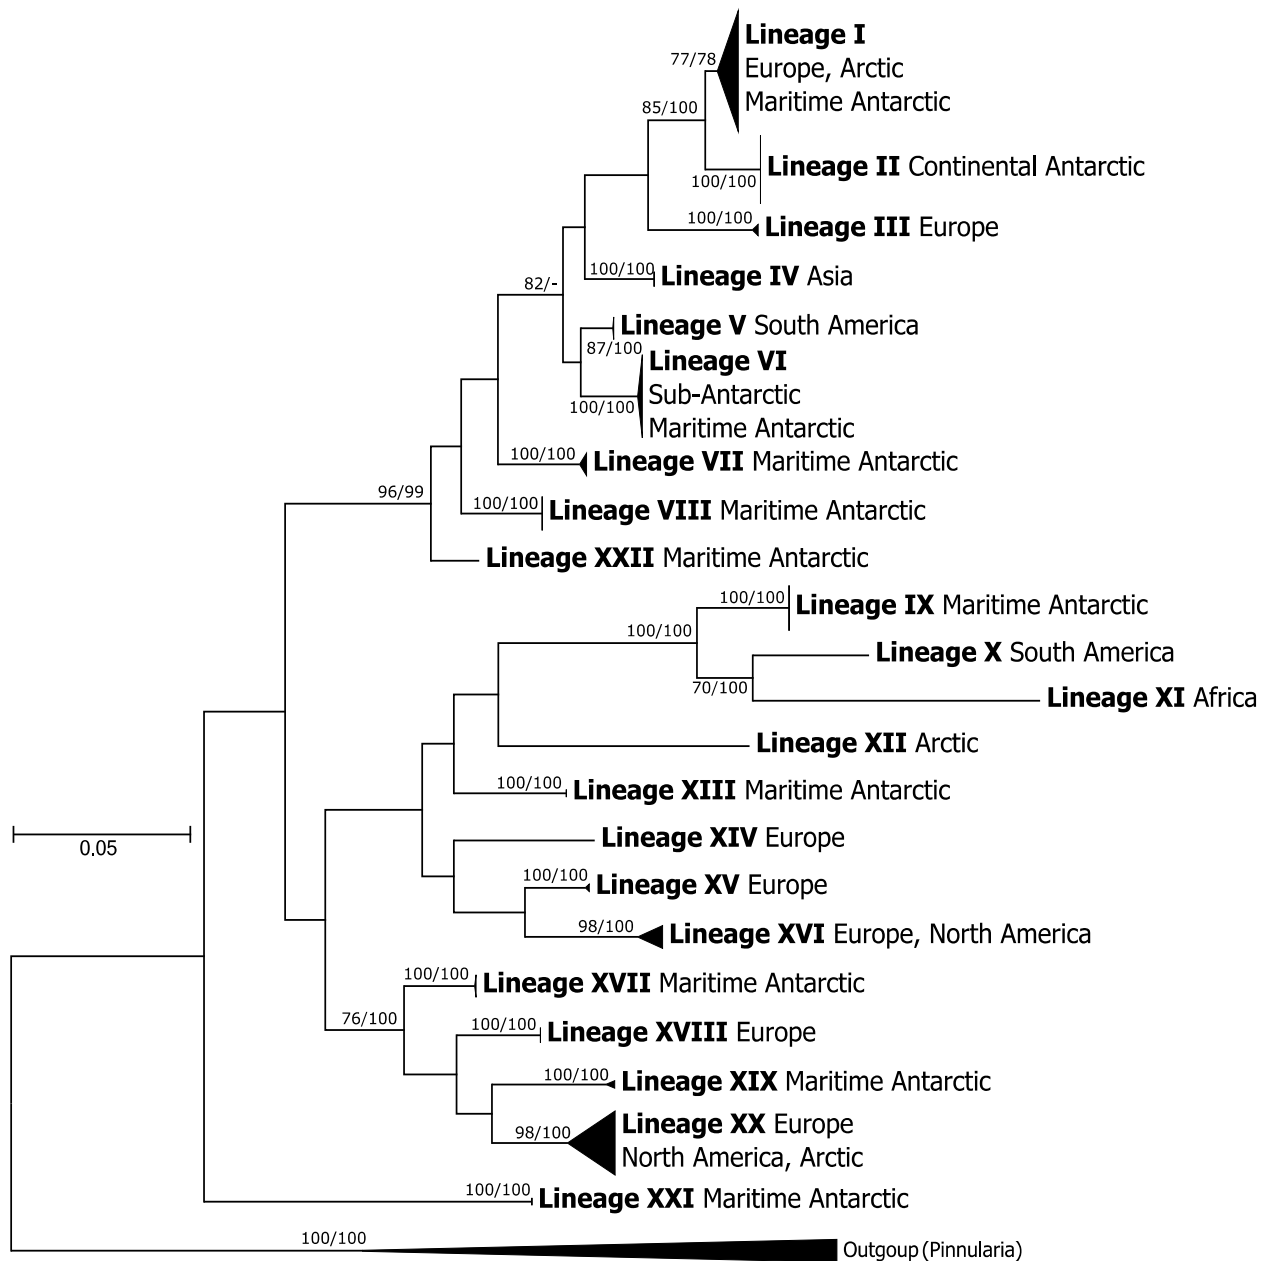 Lineage I
77/78
Europe, Arctic
Maritime Antarctic
85/100
Lineage II Continental Antarctic
100/100
100/100
Lineage III Europe
100/100
Lineage IV Asia
82/-
Lineage V South America
87/100
Lineage VI
Sub-Antarctic
100/100
Maritime Antarctic
100/100
Lineage VII Maritime Antarctic
96/99
100/100
Lineage VIII Maritime Antarctic
Lineage XXII Maritime Antarctic
100/100
Lineage IX Maritime Antarctic
100/100
Lineage X South America
70/100
Lineage XI Africa
Lineage XII Arctic
100/100
Lineage XIII Maritime Antarctic
0.05
Lineage XIV Europe
100/100
Lineage XV Europe
98/100
Lineage XVI Europe, North America
100/100
Lineage XVII Maritime Antarctic
76/100
100/100
Lineage XVIII Europe
100/100
Lineage XIX Maritime Antarctic
Lineage XX Europe
98/100
North America, Arctic
100/100
Lineage XXI Maritime Antarctic
100/100
Outgoup (Pinnularia)